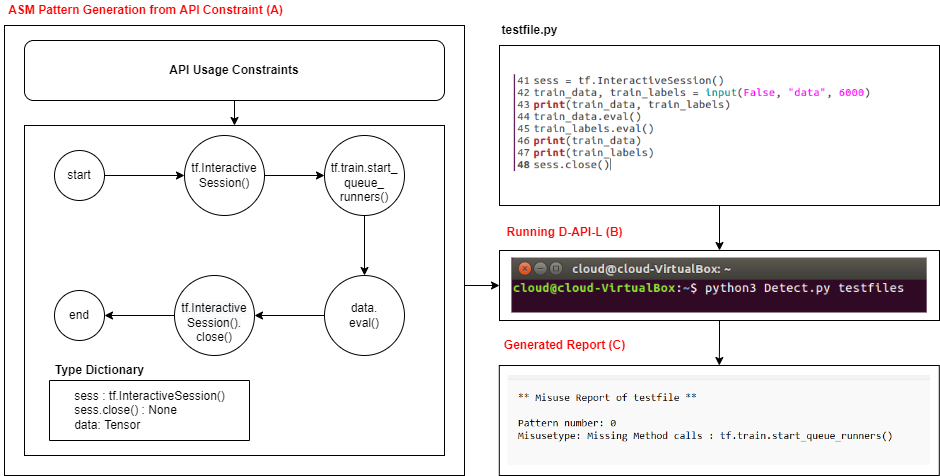 ASM Pattern Generation from API Constraint (A)
API Usage Constraints
start
tf.Interactive
Session()
tf.train.start_
queue_
runners()
end
tf.Interactive
Session().
close()
data.
eval()
Type Dictionary
sess : tf.InteractiveSession()
sess.close() : None
data: Tensor
testfile.py
41 sess = tf.InteractiveSession()
42 train_data, train_labels = input(False, "data", 6000)
43 print(train_data, train_labels)
44 train_data.eval()
45 train_labels.eval()
46 print(train_data)
47 print(train_labels)
48 sess.close()
Running D-API-L (B)
cloud@cloud-VirtualBox: ~
cloud@cloud-VirtualBox:~$ python3 Detect.py testfiles
Generated Report (C)
** Misuse Report of testfile **
Pattern number: 0
Misusetype: Missing Method calls : tf.train.start_queue_runners()